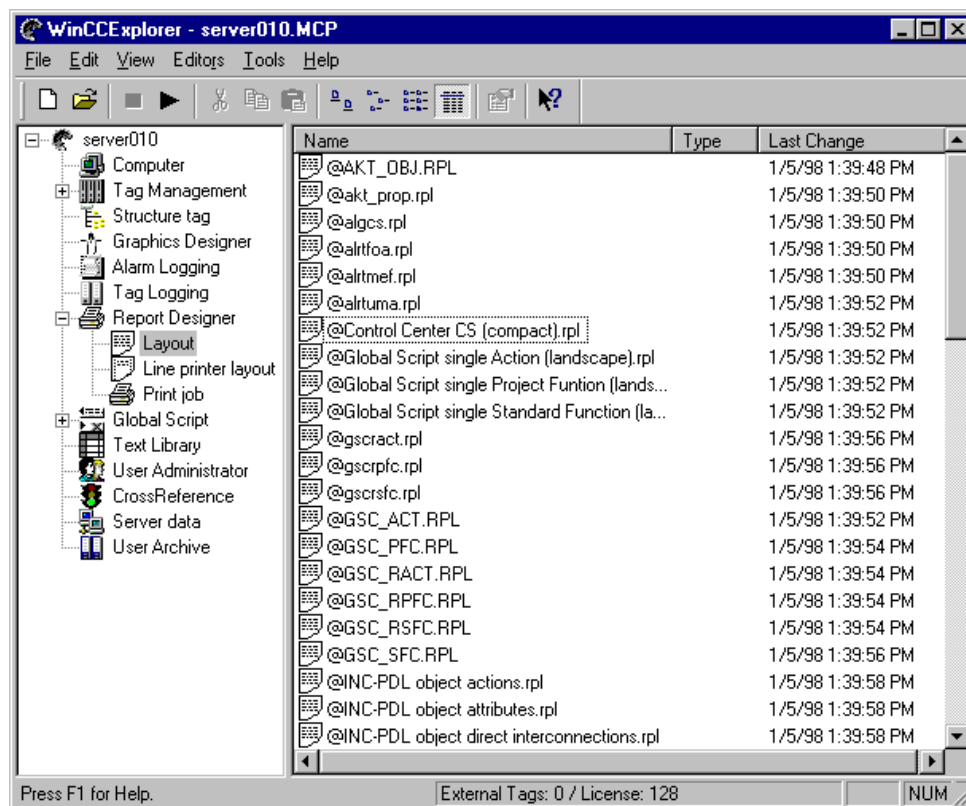 WinCCExplorer - server010.MCP
File Edit View Editors Tools Help
server010
Computer
Tag Management
Structure tag
Graphics Designer
Alarm Logging
Tag Logging
Report Designer
Layout
Line printer layout
Print job
Global Script
Text Library
User Administrator
CrossReference
Server data
User Archive
Name Type Last Change
@AKT_OBJ.RPL 1/5/98 1:39:48 PM
@akt_prop.rpl 1/5/98 1:39:50 PM
@algcs.rpl 1/5/98 1:39:50 PM
@alrtfoa.rpl 1/5/98 1:39:50 PM
@alrtmef.rpl 1/5/98 1:39:50 PM
@alrtuma.rpl 1/5/98 1:39:52 PM
@Control Center CS (compact).rpl 1/5/98 1:39:52 PM
@Global Script single Action (landscape).rpl 1/5/98 1:39:52 PM
@Global Script single Project Funtion (lands... 1/5/98 1:39:52 PM
@Global Script single Standard Function (la... 1/5/98 1:39:52 PM
@gscract.rpl 1/5/98 1:39:52 PM
@gscrpfc.rpl 1/5/98 1:39:56 PM
@gscrsfc.rpl 1/5/98 1:39:56 PM
@GSC_ACT.RPL 1/5/98 1:39:52 PM
@GSC_PFC.RPL 1/5/98 1:39:54 PM
@GSC_RACT.RPL 1/5/98 1:39:54 PM
@GSC_RPFC.RPL 1/5/98 1:39:54 PM
@GSC_RSFC.RPL 1/5/98 1:39:54 PM
@GSC_SFC.RPL 1/5/98 1:39:56 PM
@INC-PDL object actions.rpl 1/5/98 1:39:58 PM
@INC-PDL object attributes.rpl 1/5/98 1:39:58 PM
@INC-PDL object direct interconnections.rpl 1/5/98 1:39:58 PM
Press F1 for Help. External Tags: 0 / License: 128 NUM